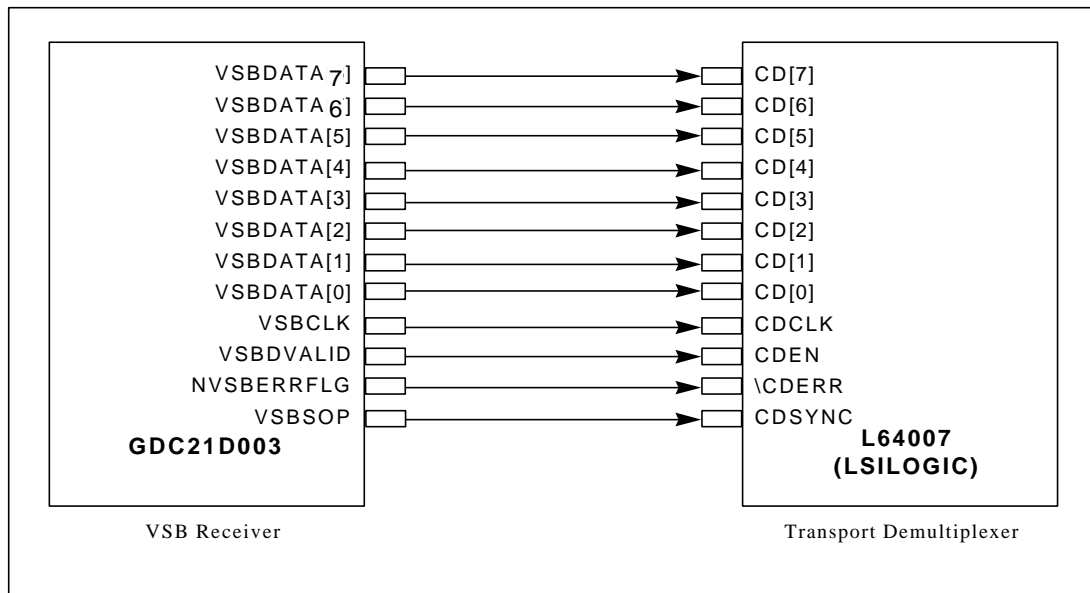 VSBDATA 7] CD[7]
VSBDATA 6] CD[6]
VSBDATA[5] CD[5]
VSBDATA[4] CD[4]
VSBDATA[3] CD[3]
VSBDATA[2] CD[2]
VSBDATA[1] CD[1]
VSBDATA[0] CD[0]
VSBCLK CDCLK
VSBDVALID CDEN
NVSBERRFLG \CDERR
VSBSOP CDSYNC
GDC21D003 L64007
(LSILOGIC)
VSB Receiver Transport Demultiplexer